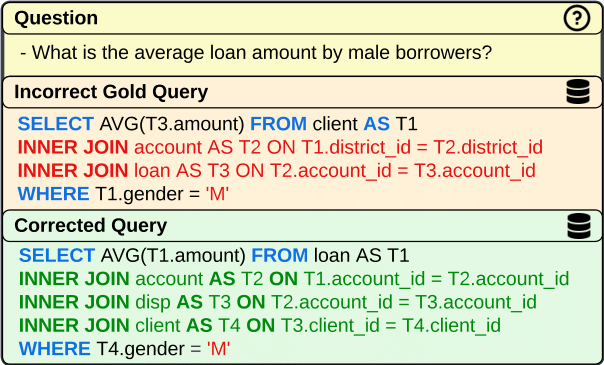 Question
- What is the average loan amount by male borrowers?
Incorrect Gold Query
SELECT AVG(T3.amount) FROM client AS T1
INNER JOIN account AS T2 ON T1.district_id = T2.district_id
INNER JOIN loan AS T3 ON T2.account_id = T3.account_id
WHERE T1.gender = 'M'
Corrected Query
SELECT AVG(T1.amount) FROM loan AS T1
INNER JOIN account AS T2 ON T1.account_id = T2.account_id
INNER JOIN disp AS T3 ON T2.account_id = T3.account_id
INNER JOIN client AS T4 ON T3.client_id = T4.client_id
WHERE T4.gender = 'M'